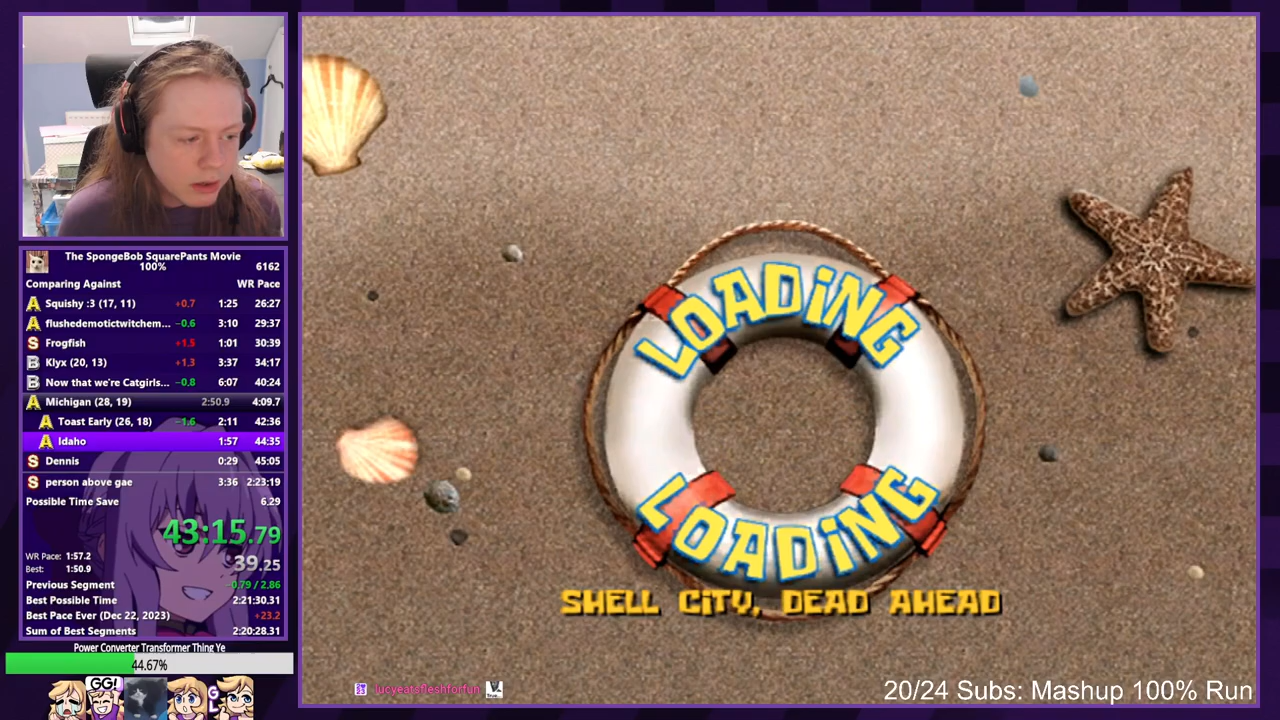 The SpongeBob SquarePants Movie
100%
6162
Comparing Against
WR Pace
A Squishy :3 (17, 11) +0.7 1:25 26:27
A flushedemotictwitchem... −0.6 3:10 29:37
S Frogfish +1.5 1:01 30:39
B Klyx (20, 13) +1.3 3:37 34:17
B Now that we're Catgirls... −0.8 6:07 40:24
A Michigan (28, 19) 2:50.9 4:09.7
A Toast Early (26, 18) −1.6 2:11 42:36
A Idaho 1:57 44:35
S Dennis 0:29 45:05
S person above gae 3:36 2:23:19
Possible Time Save 6.29
43:15.79
WR Pace: 1:57.2
Best: 1:50.9
39.25
Previous Segment −0.79 / 2.86
Best Possible Time 2:21:30.31
Best Pace Ever (Dec 22, 2023) +23.2
Sum of Best Segments 2:20:28.31
Power Converter Transformer Thing Ye
44.67%
GG!
LOADING
LOADING
SHELL CITY, DEAD AHEAD
lucyearsfleshforfun
20/24 Subs: Mashup 100% Run